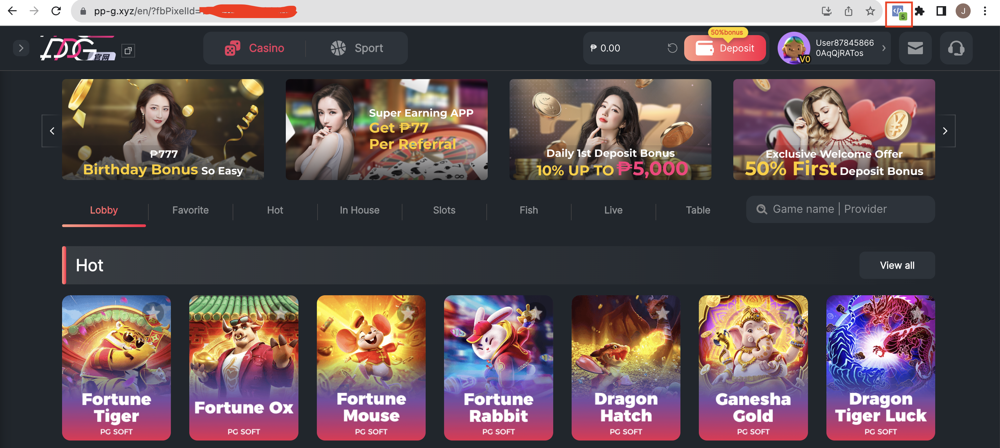 pp-g.xyz/en/?fbPixelId=
5
J
官网
Casino
Sport
₱ 0.00
50%bonus
Deposit
V0
User87845866
0AqQjRATos
₱777
Birthday Bonus So Easy
Super Earning APP
Get ₱77
Per Referral
Daily 1st Deposit Bonus
10% UP TO ₱5,000
Exclusive Welcome Offer
50% First Deposit Bonus
Lobby
Favorite
Hot
In House
Slots
Fish
Live
Table
Game name | Provider
Hot
View all
Fortune
Tiger
PG SOFT
Fortune Ox
PG SOFT
Fortune
Mouse
PG SOFT
Fortune
Rabbit
PG SOFT
Dragon
Hatch
PG SOFT
Ganesha
Gold
PG SOFT
Dragon
Tiger Luck
PG SOFT